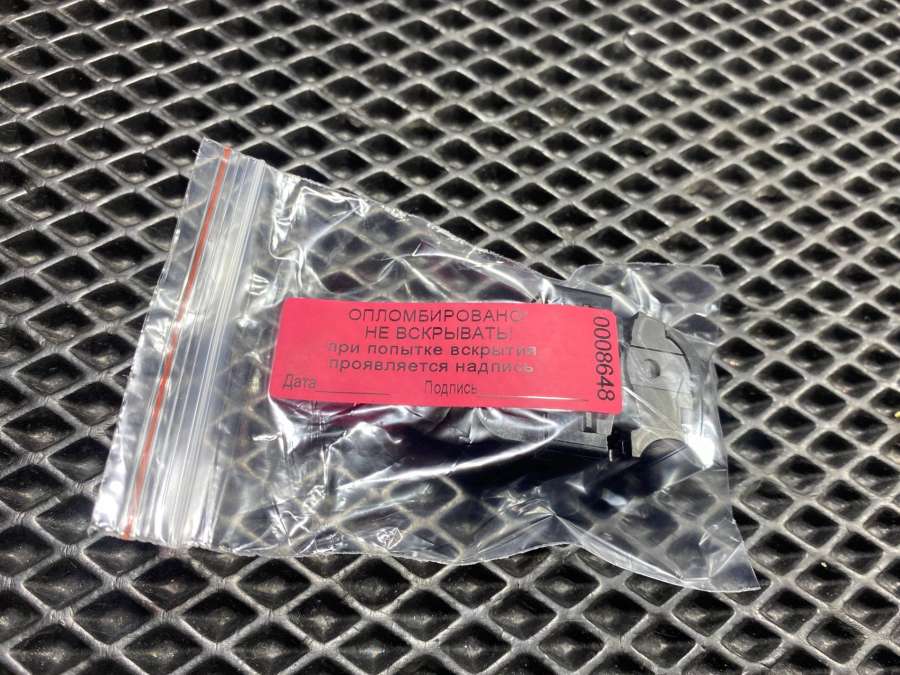 ОПЛОМБИРОВАНО!
НЕ ВСКРЫВАТЬ!
при попытке вскрытия
проявляется надпись
Дата Подпись
0008648